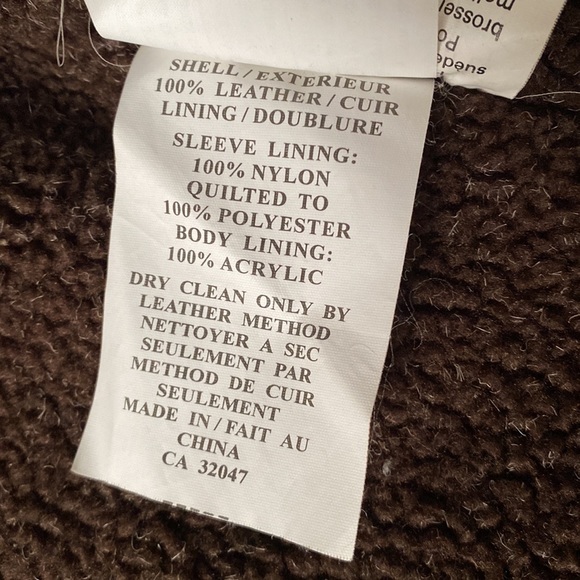 SHELL/EXTERIEUR
100% LEATHER/CUIR
LINING/DOUBLURE
SLEEVE LINING:
100% NYLON
QUILTED TO
100% POLYESTER
BODY LINING:
100% ACRYLIC
DRY CLEAN ONLY BY
LEATHER METHOD
NETTOYER A SEC
SEULEMENT PAR
METHOD DE CUIR
SEULEMENT
MADE IN/FAIT AU
CHINA
CA 32047
suede
Po